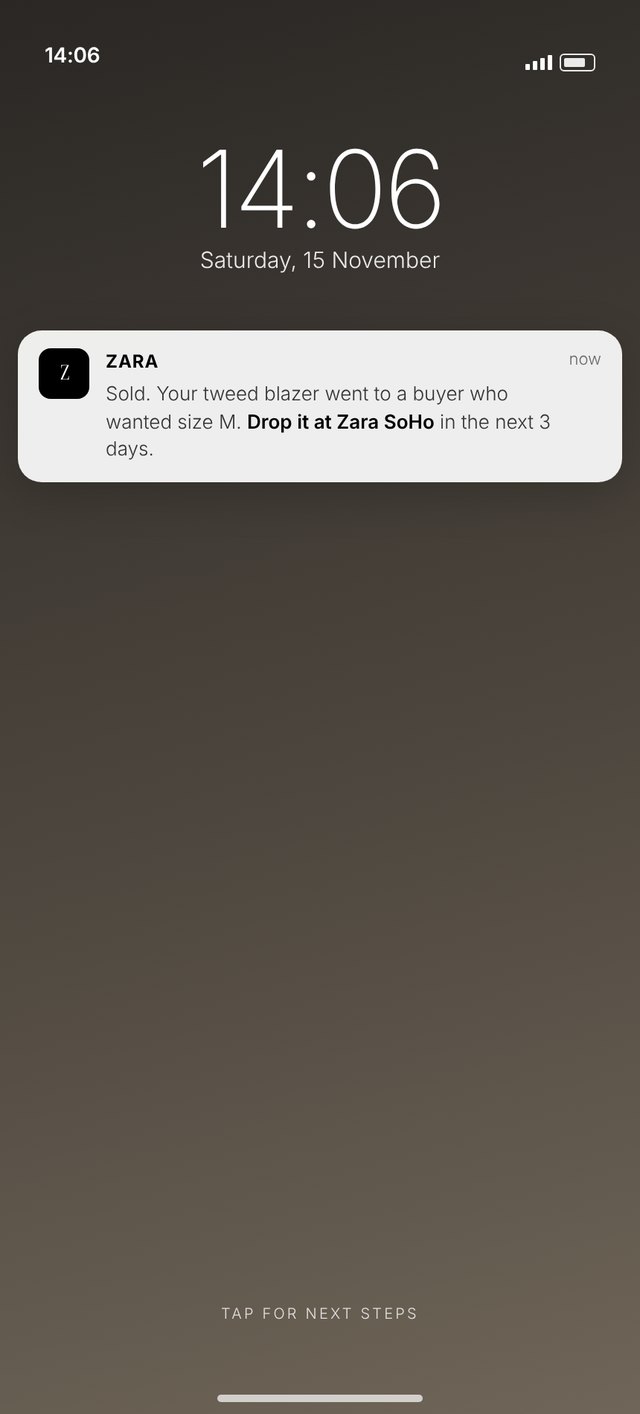 14:06
14:06
Saturday, 15 November
Z
ZARA
now
Sold. Your tweed blazer went to a buyer who
wanted size M. Drop it at Zara SoHo in the next 3
days.
TAP FOR NEXT STEPS